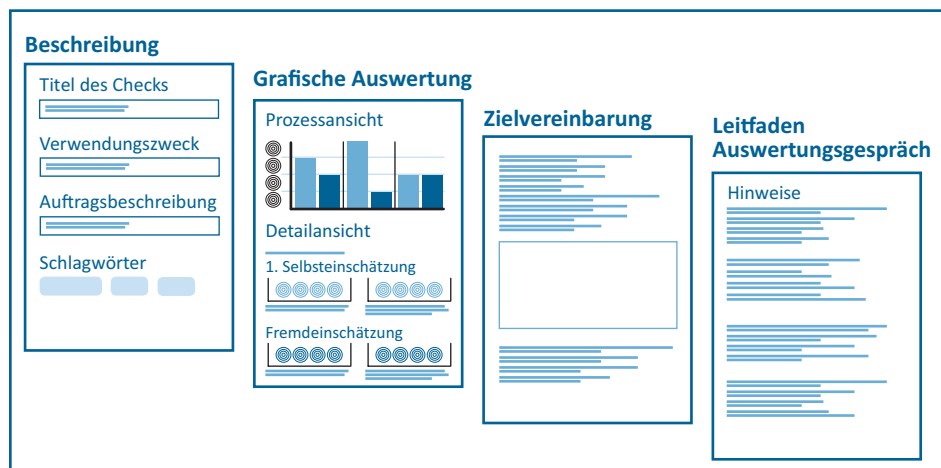 Beschreibung
Titel des Checks
Verwendungszweck
Auftragsbeschreibung
Schlagwörter
Grafische Auswertung
Prozessansicht
Detailansicht
1. Selbsteinschätzung
Fremdeinschätzung
Zielvereinbarung
Leitfaden
Auswertungsgespräch
Hinweise